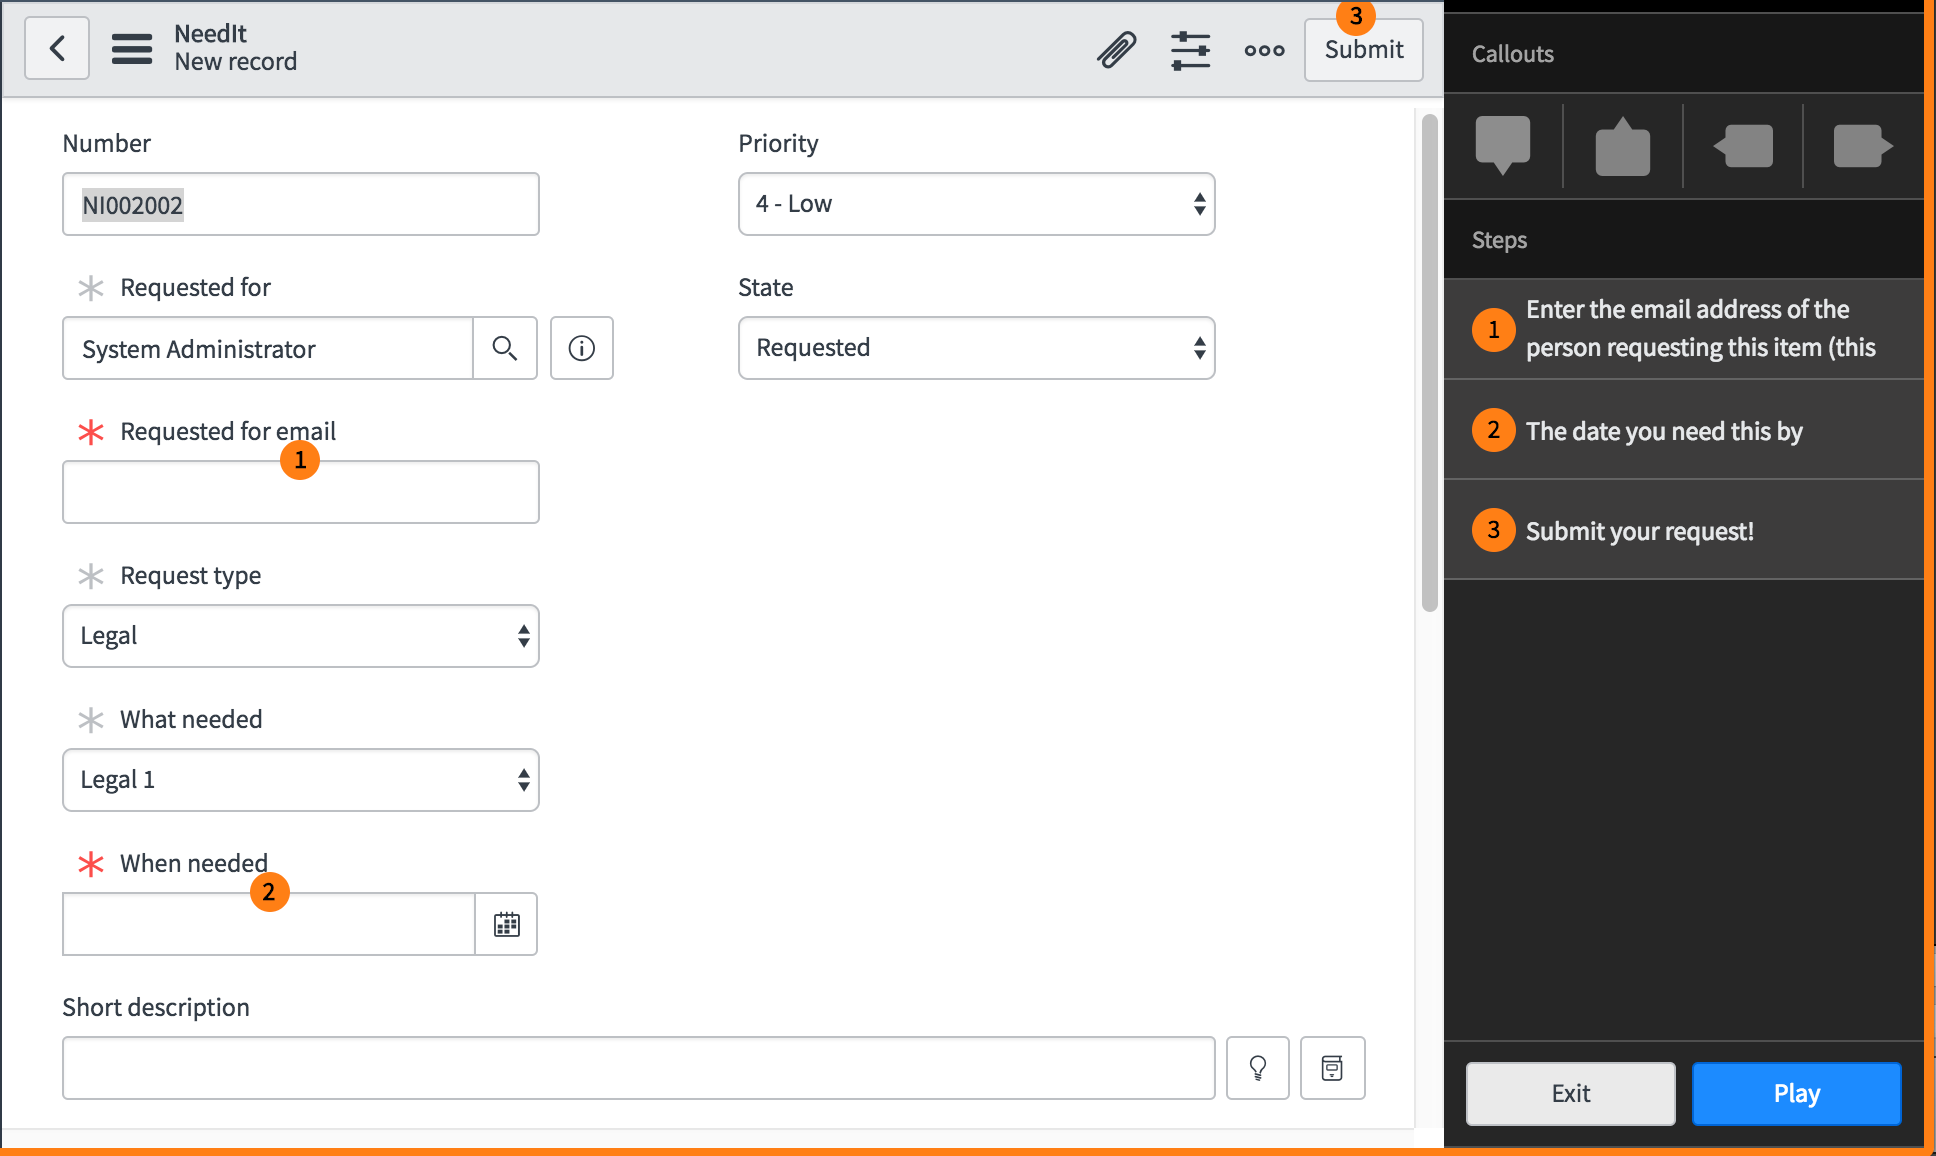 NeedIt
New record
3
Submit
Number
NI002002
Priority
4 - Low
Requested for
System Administrator
State
Requested
Requested for email
1
Request type
Legal
What needed
Legal 1
When needed
2
Short description
Callouts
Steps
1
Enter the email address of the
person requesting this item (this
2
The date you need this by
3
Submit your request!
Exit
Play